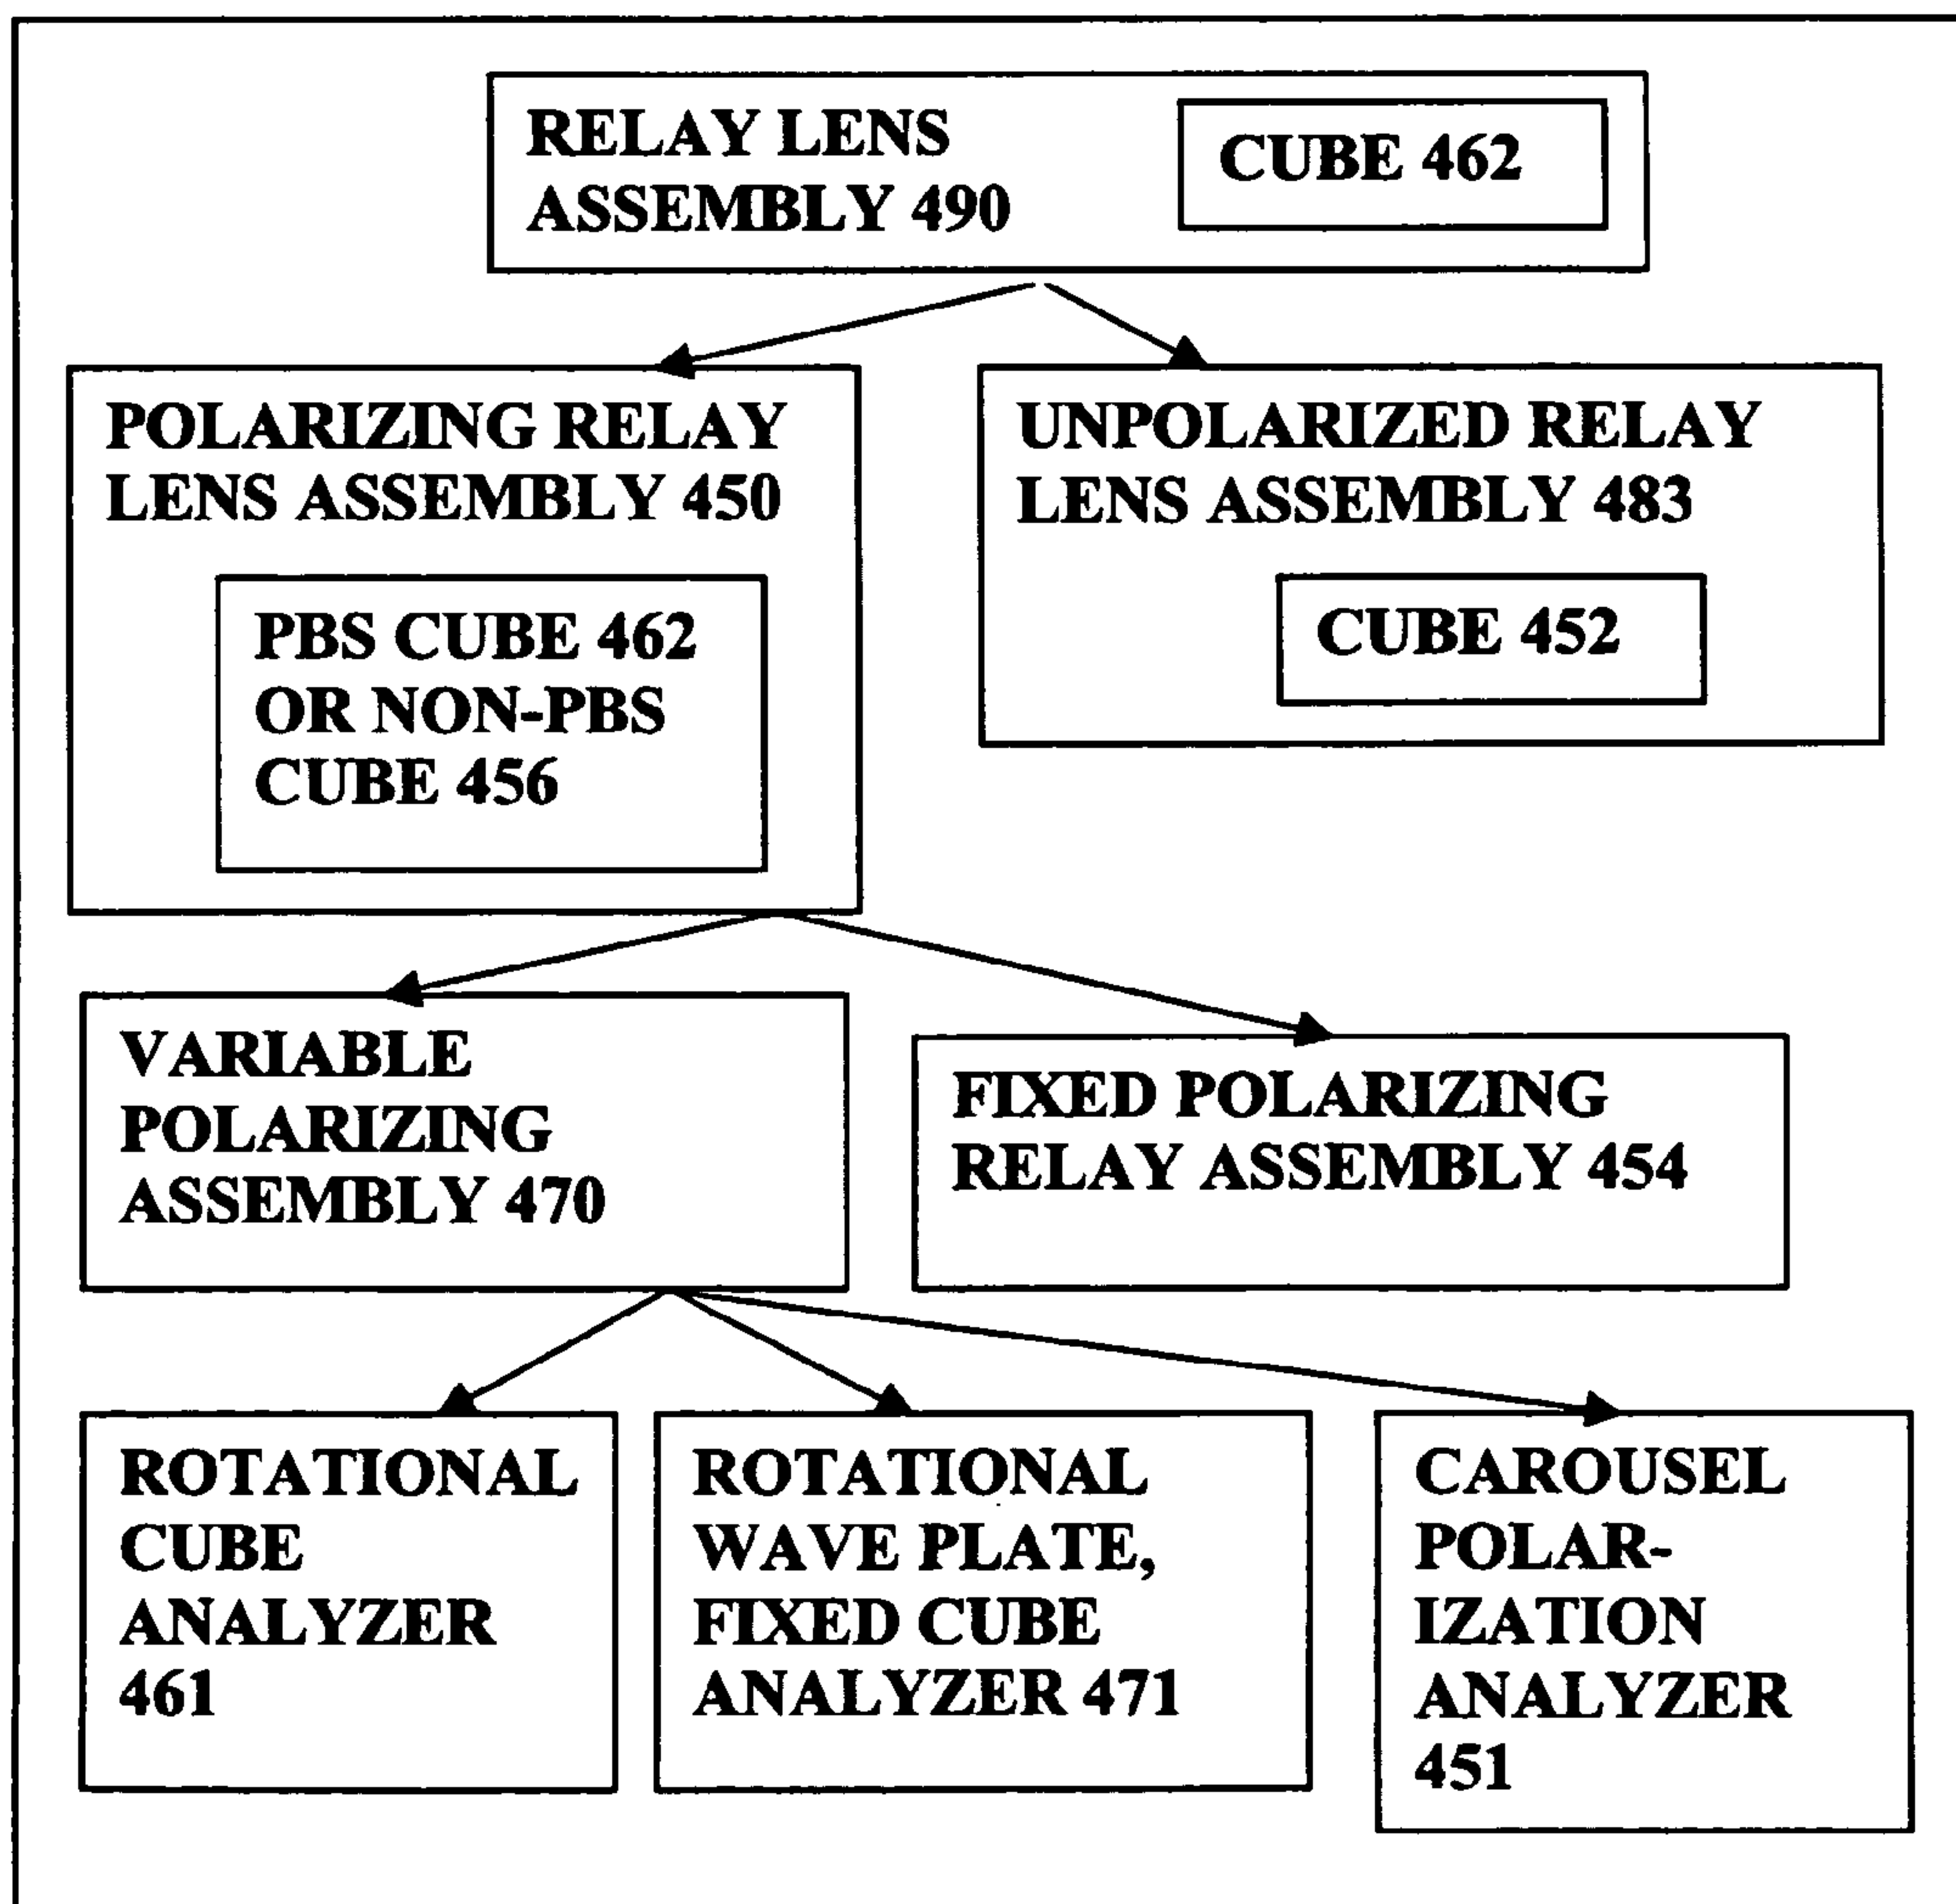 RELAY LENS
ASSEMBLY 490
CUBE 462
POLARIZING RELAY
LENS ASSEMBLY 450
PBS CUBE 462
OR NON-PBS
CUBE 456
UNPOLARIZED RELAY
LENS ASSEMBLY 483
CUBE 452
VARIABLE
POLARIZING
ASSEMBLY 470
FIXED POLARIZING
RELAY ASSEMBLY 454
ROTATIONAL
CUBE
ANALYZER
461
ROTATIONAL
WAVE PLATE,
FIXED CUBE
ANALYZER 471
CAROUSEL
POLAR-
IZATION
ANALYZER
451